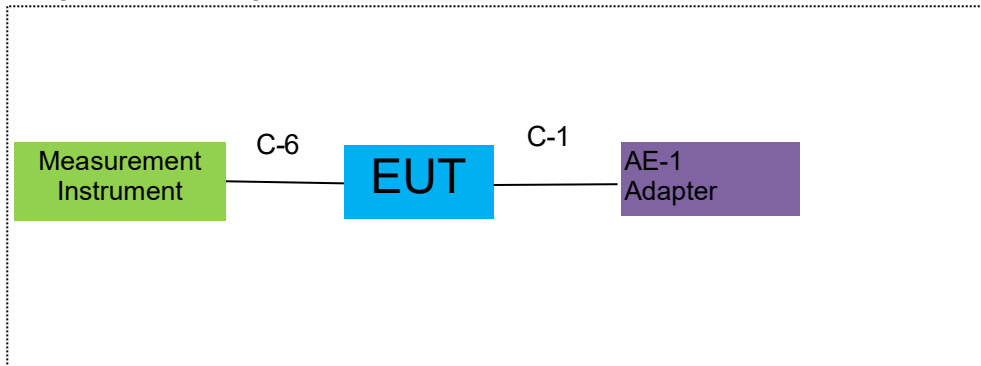 C-6
C-1
Measurement
Instrument
EUT
AE-1
Adapter